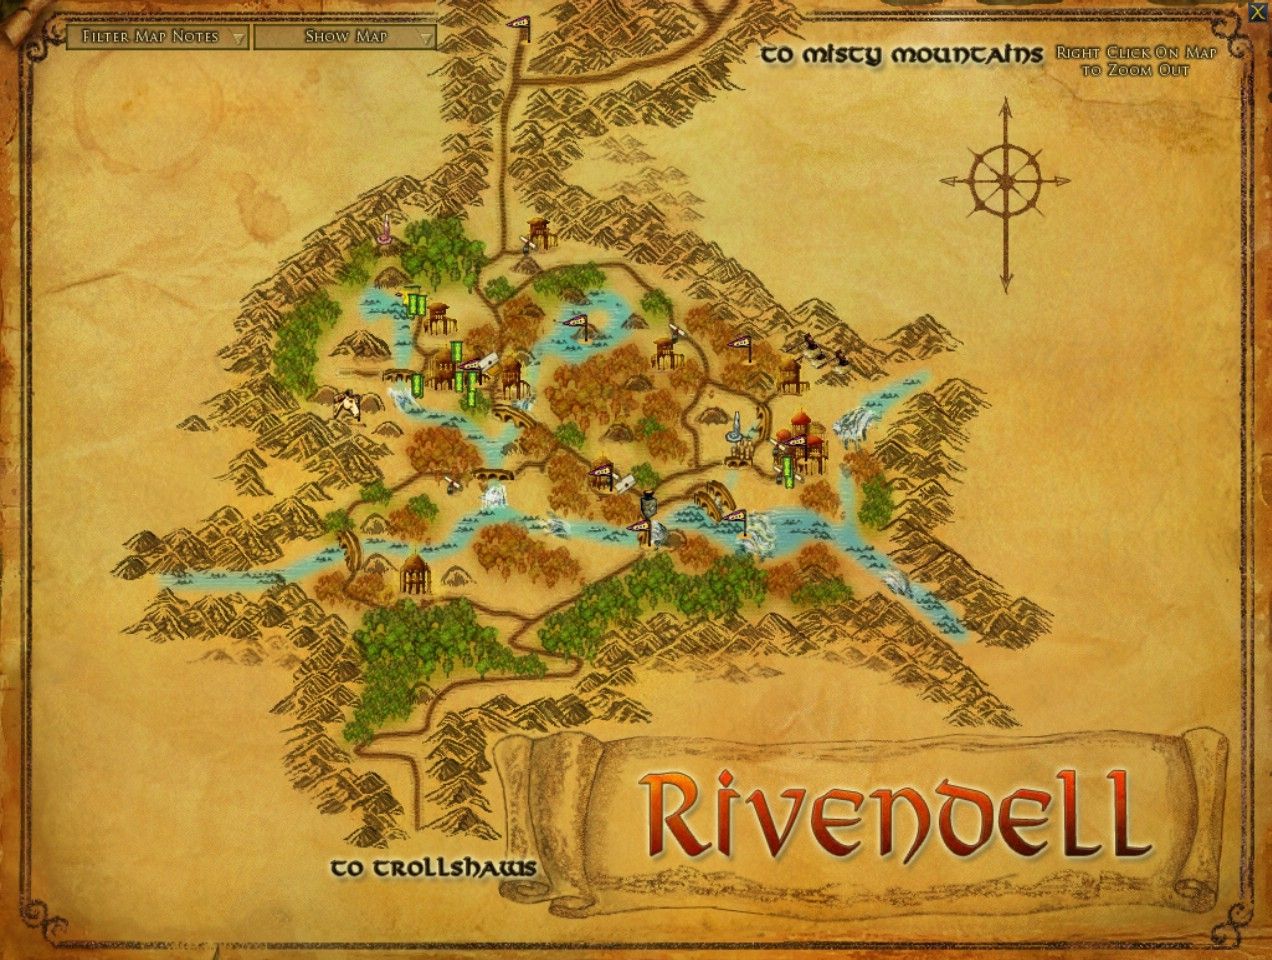 Filter Map Notes
Show Map
to Misty Mountains
Right Click On Map
to Zoom Out
X
Rivendell
to Trollshaws